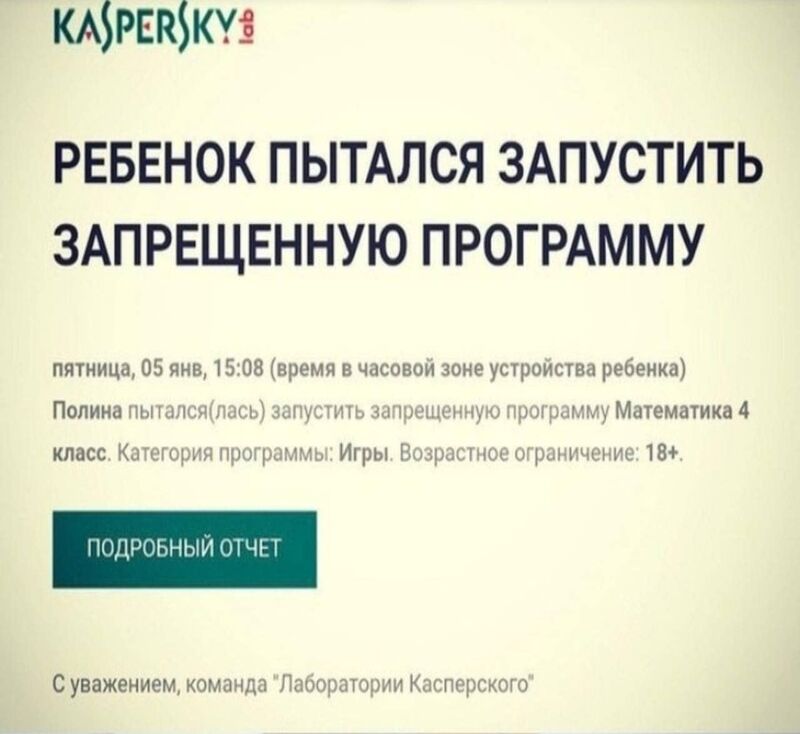 KASPERSKY lab
РЕБЕНОК ПЫТАЛСЯ ЗАПУСТИТЬ
ЗАПРЕЩЕННУЮ ПРОГРАММУ
пятница, 05 янв, 15:08 (время в часовой зоне устройства ребенка)
Полина пытался(лась) запустить запрещенную программу Математика 4
класс. Категория программы: Игры. Возрастное ограничение: 18+.
ПОДРОБНЫЙ ОТЧЕТ
С уважением, команда "Лаборатории Касперского"